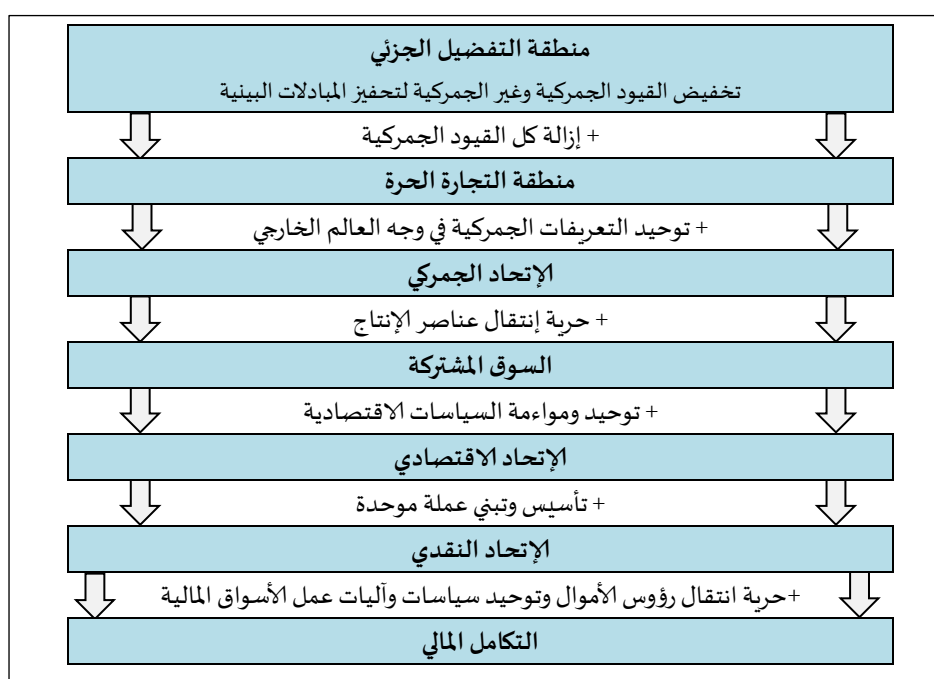 منطقة التفضيل الجزئي
تخفيض القيود الجمركية وغير الجمركية لتحفيز المبادلات البينية
+ إزالة كل القيود الجمركية
منطقة التجارة الحرة
+ توحيد التعريفات الجمركية في وجه العالم الخارجي
الإتحاد الجمركي
+ حرية إنتقال عناصر الإنتاج
السوق المشتركة
+ توحيد ومواءمة السياسات الاقتصادية
الإتحاد الاقتصادي
+ تأسيس وتبني عملة موحدة
الإتحاد النقدي
+حرية انتقال رؤوس الأموال وتوحيد سياسات وآليات عمل الأسواق المالية
التكامل المالي